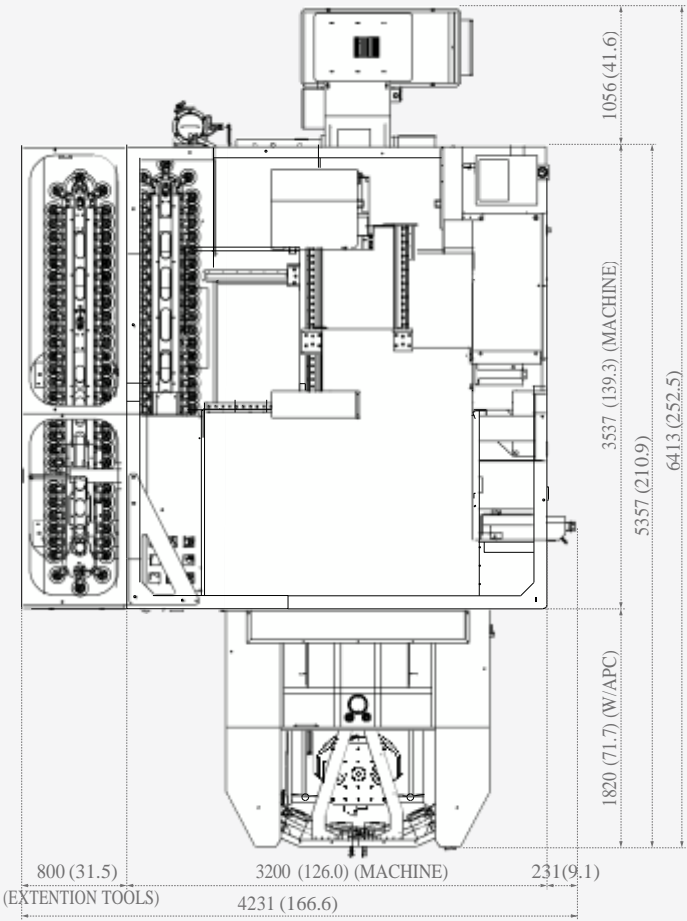 1056 (41.6)
3537 (139.3) (MACHINE)
5357 (210.9)
6413 (252.5)
1820 (71.7) (W/APC)
800 (31.5)
3200 (126.0) (MACHINE)
231(9.1)
(EXTENTION TOOLS)
4231 (166.6)